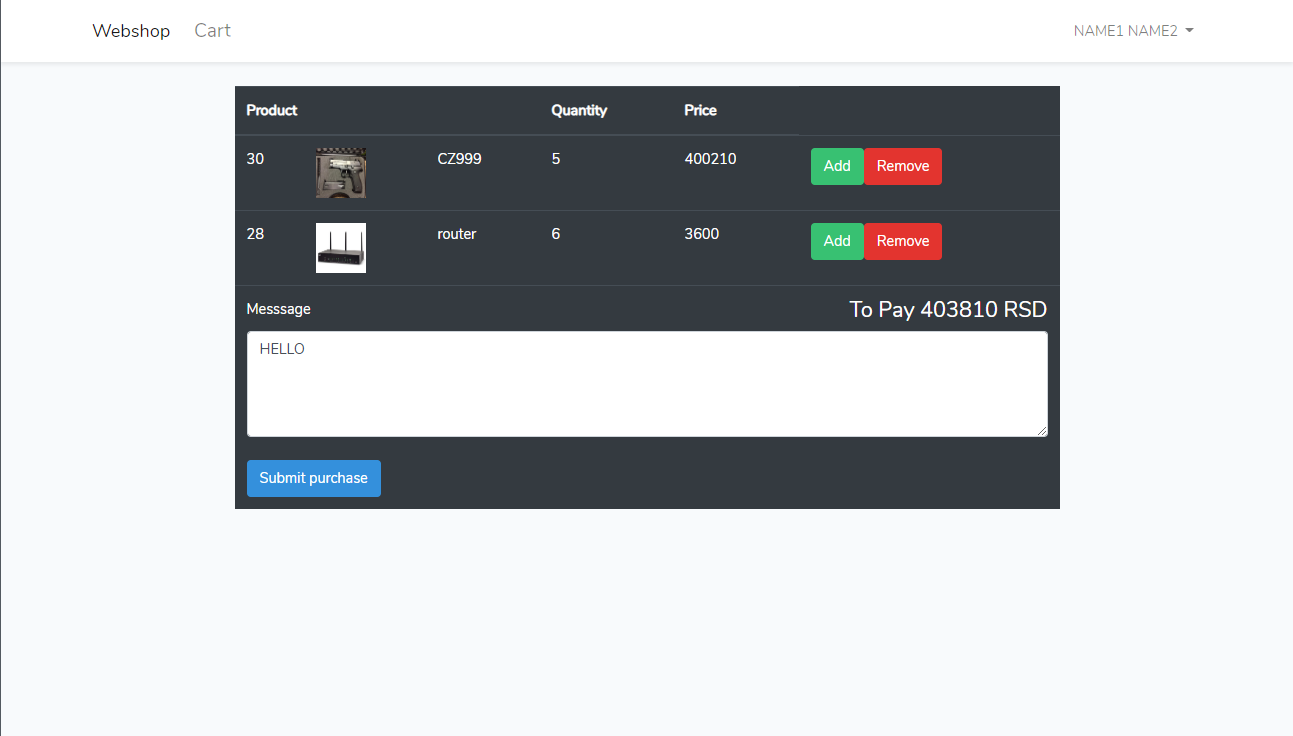 Webshop Cart NAME1 NAME2
Product Quantity Price
30 CZ999 5 400210 Add Remove
28 router 6 3600 Add Remove
Messsage To Pay 403810 RSD
HELLO
Submit purchase